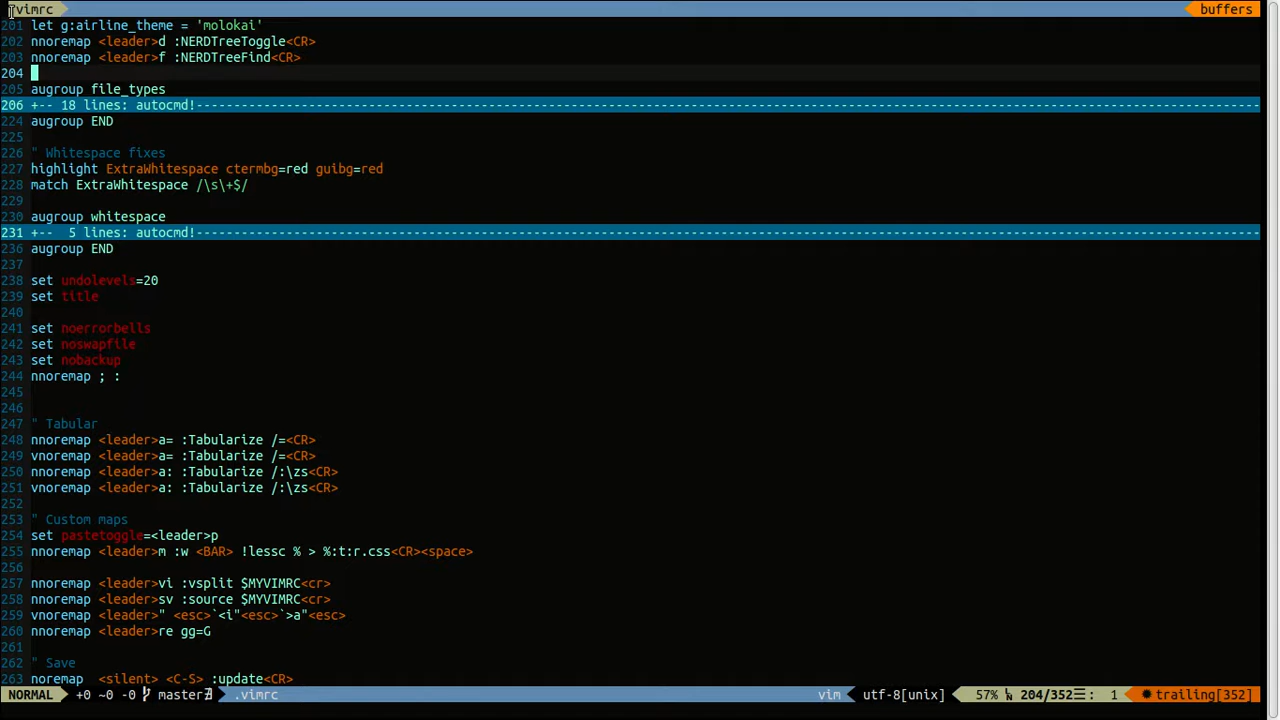 vimrc buffers
201 let g:airline_theme = 'molokai'
202 nnoremap <leader>d :NERDTreeToggle<CR>
203 nnoremap <leader>f :NERDTreeFind<CR>
204
205 augroup file_types
206 +-- 18 lines: autocmd!-----------------------------------------------------------------------------------------------------------------------------------------------
224 augroup END
225
226 " Whitespace fixes
227 highlight ExtraWhitespace ctermbg=red guibg=red
228 match ExtraWhitespace /\s\+$/
229
230 augroup whitespace
231 +--  5 lines: autocmd!-----------------------------------------------------------------------------------------------------------------------------------------------
236 augroup END
237
238 set undolevels=20
239 set title
240
241 set noerrorbells
242 set noswapfile
243 set nobackup
244 nnoremap ; :
245
246
247 " Tabular
248 nnoremap <leader>a= :Tabularize /=<CR>
249 vnoremap <leader>a= :Tabularize /=<CR>
250 nnoremap <leader>a: :Tabularize /:\zs<CR>
251 vnoremap <leader>a: :Tabularize /:\zs<CR>
252
253 " Custom maps
254 set pastetoggle=<leader>p
255 nnoremap <leader>m :w <BAR> !lessc % > %:t:r.css<CR><space>
256
257 nnoremap <leader>vi :vsplit $MYVIMRC<cr>
258 nnoremap <leader>sv :source $MYVIMRC<cr>
259 vnoremap <leader>" <esc>`<i"<esc>`>a"<esc>
260 nnoremap <leader>re gg=G
261
262 " Save
263 noremap  <silent> <C-S> :update<CR>
NORMAL +0 ~0 -0 master .vimrc vim utf-8[unix] 57% 204/352 : 1 trailing[352]